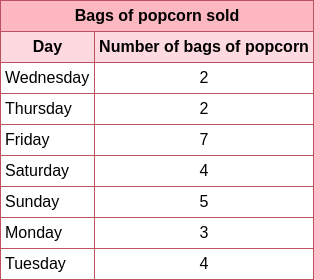 Bags of popcorn sold
Day Number of bags of popcorn
Wednesday 2
Thursday 2
Friday 7
Saturday 4
Sunday 5
Monday 3
Tuesday 4